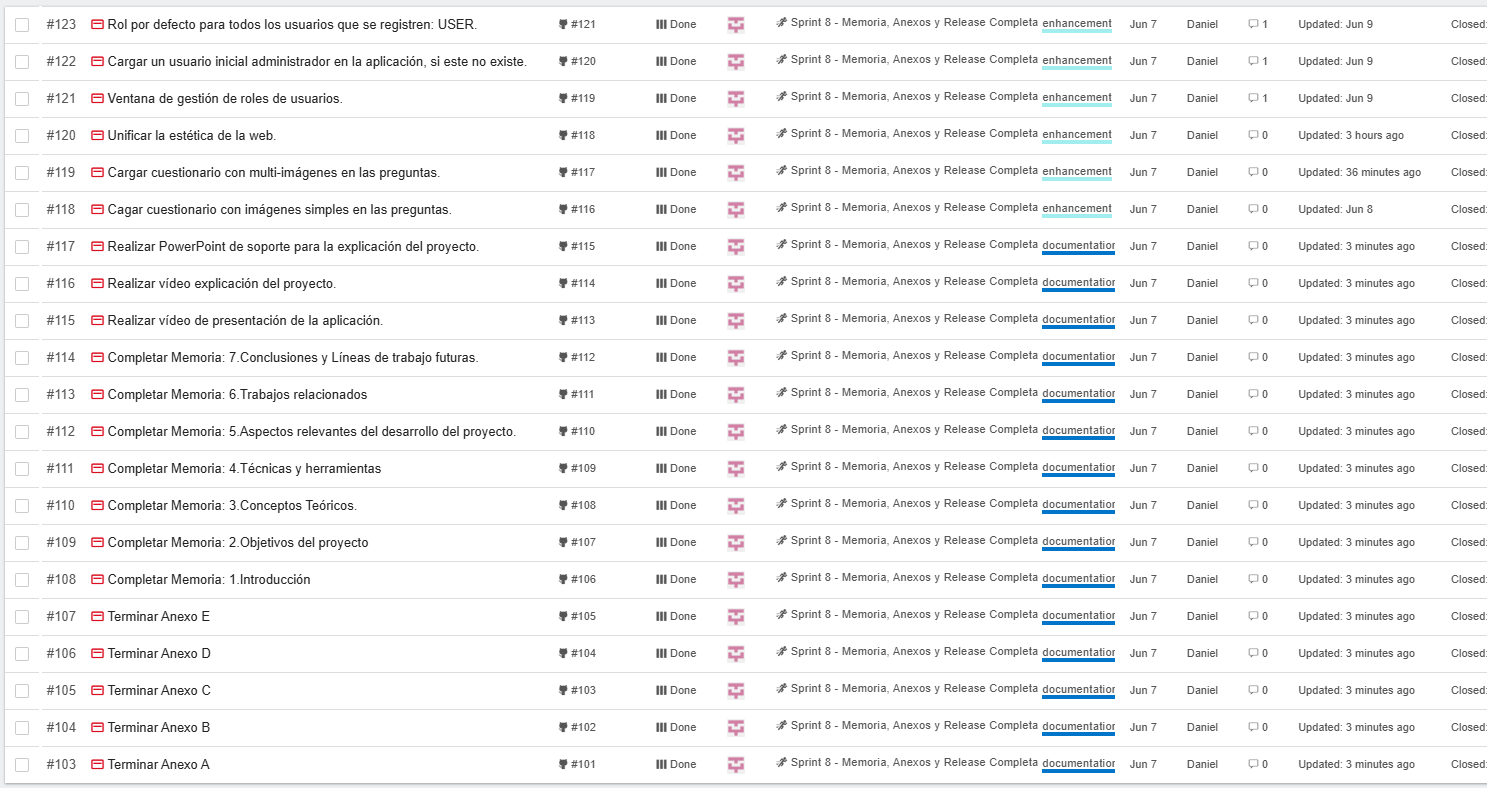 #123 Rol por defecto para todos los usuarios que se registren: USER. #121 Done Sprint 8 - Memoria, Anexos y Release Completa enhancement Jun 7 Daniel 1 Updated: Jun 9 Closed:
#122 Cargar un usuario inicial administrador en la aplicación, si este no existe. #120 Done Sprint 8 - Memoria, Anexos y Release Completa enhancement Jun 7 Daniel 1 Updated: Jun 9 Closed:
#121 Ventana de gestión de roles de usuarios. #119 Done Sprint 8 - Memoria, Anexos y Release Completa enhancement Jun 7 Daniel 1 Updated: Jun 9 Closed:
#120 Unificar la estética de la web. #118 Done Sprint 8 - Memoria, Anexos y Release Completa enhancement Jun 7 Daniel 0 Updated: 3 hours ago Closed:
#119 Cargar cuestionario con multi-imágenes en las preguntas. #117 Done Sprint 8 - Memoria, Anexos y Release Completa enhancement Jun 7 Daniel 0 Updated: 36 minutes ago Closed:
#118 Cagar cuestionario con imágenes simples en las preguntas. #116 Done Sprint 8 - Memoria, Anexos y Release Completa enhancement Jun 7 Daniel 0 Updated: Jun 8 Closed:
#117 Realizar PowerPoint de soporte para la explicación del proyecto. #115 Done Sprint 8 - Memoria, Anexos y Release Completa documentation Jun 7 Daniel 0 Updated: 3 minutes ago Closed:
#116 Realizar vídeo explicación del proyecto. #114 Done Sprint 8 - Memoria, Anexos y Release Completa documentation Jun 7 Daniel 0 Updated: 3 minutes ago Closed:
#115 Realizar vídeo de presentación de la aplicación. #113 Done Sprint 8 - Memoria, Anexos y Release Completa documentation Jun 7 Daniel 0 Updated: 3 minutes ago Closed:
#114 Completar Memoria: 7.Conclusiones y Líneas de trabajo futuras. #112 Done Sprint 8 - Memoria, Anexos y Release Completa documentation Jun 7 Daniel 0 Updated: 3 minutes ago Closed:
#113 Completar Memoria: 6.Trabajos relacionados #111 Done Sprint 8 - Memoria, Anexos y Release Completa documentation Jun 7 Daniel 0 Updated: 3 minutes ago Closed:
#112 Completar Memoria: 5.Aspectos relevantes del desarrollo del proyecto. #110 Done Sprint 8 - Memoria, Anexos y Release Completa documentation Jun 7 Daniel 0 Updated: 3 minutes ago Closed:
#111 Completar Memoria: 4.Técnicas y herramientas #109 Done Sprint 8 - Memoria, Anexos y Release Completa documentation Jun 7 Daniel 0 Updated: 3 minutes ago Closed:
#110 Completar Memoria: 3.Conceptos Teóricos. #108 Done Sprint 8 - Memoria, Anexos y Release Completa documentation Jun 7 Daniel 0 Updated: 3 minutes ago Closed:
#109 Completar Memoria: 2.Objetivos del proyecto #107 Done Sprint 8 - Memoria, Anexos y Release Completa documentation Jun 7 Daniel 0 Updated: 3 minutes ago Closed:
#108 Completar Memoria: 1.Introducción #106 Done Sprint 8 - Memoria, Anexos y Release Completa documentation Jun 7 Daniel 0 Updated: 3 minutes ago Closed:
#107 Terminar Anexo E #105 Done Sprint 8 - Memoria, Anexos y Release Completa documentation Jun 7 Daniel 0 Updated: 3 minutes ago Closed:
#106 Terminar Anexo D #104 Done Sprint 8 - Memoria, Anexos y Release Completa documentation Jun 7 Daniel 0 Updated: 3 minutes ago Closed:
#105 Terminar Anexo C #103 Done Sprint 8 - Memoria, Anexos y Release Completa documentation Jun 7 Daniel 0 Updated: 3 minutes ago Closed:
#104 Terminar Anexo B #102 Done Sprint 8 - Memoria, Anexos y Release Completa documentation Jun 7 Daniel 0 Updated: 3 minutes ago Closed:
#103 Terminar Anexo A #101 Done Sprint 8 - Memoria, Anexos y Release Completa documentation Jun 7 Daniel 0 Updated: 3 minutes ago Closed: